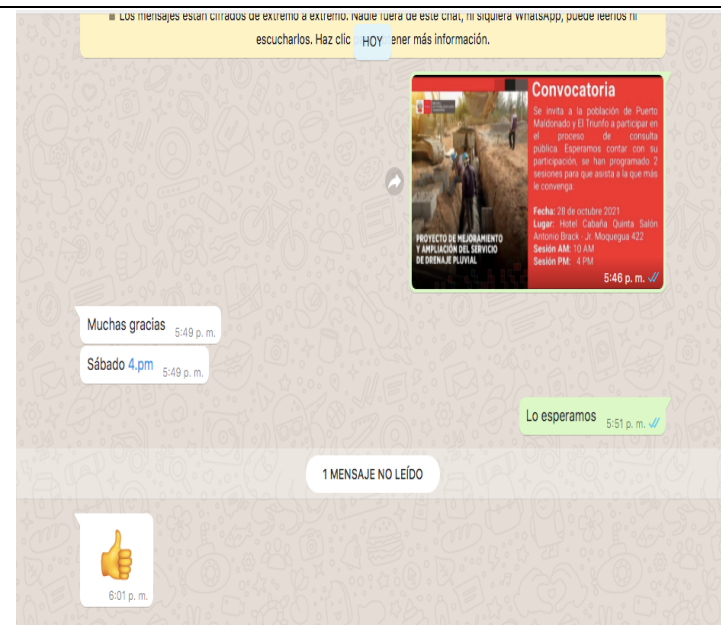 Los mensajes están cifrados de extremo a extremo. Nadie fuera de este chat, ni siquiera WhatsApp, puede leerlos ni
escucharlos. Haz clic ener más información.
HOY
Convocatoria
Se invita a la población de Puerto
Maldonado y El Triunfo a participar en
el proceso de consulta
pública. Esperamos contar con su
participación, se han programado 2
sesiones para que asista a la que más
le convenga:
Fecha: 28 de octubre 2021
Lugar: Hotel Cabaña Quinta Salón
Antonio Brack - Jr. Moquegua 422
Sesión AM: 10 AM
Sesión PM: 4 PM
PROYECTO DE MEJORAMIENTO
Y AMPLIACIÓN DEL SERVICIO
DE DRENAJE PLUVIAL
5:46 p. m.
Muchas gracias 5:49 p. m.
Sábado 4.pm 5:49 p. m.
Lo esperamos 5:51 p. m.
1 MENSAJE NO LEÍDO
6:01 p. m.